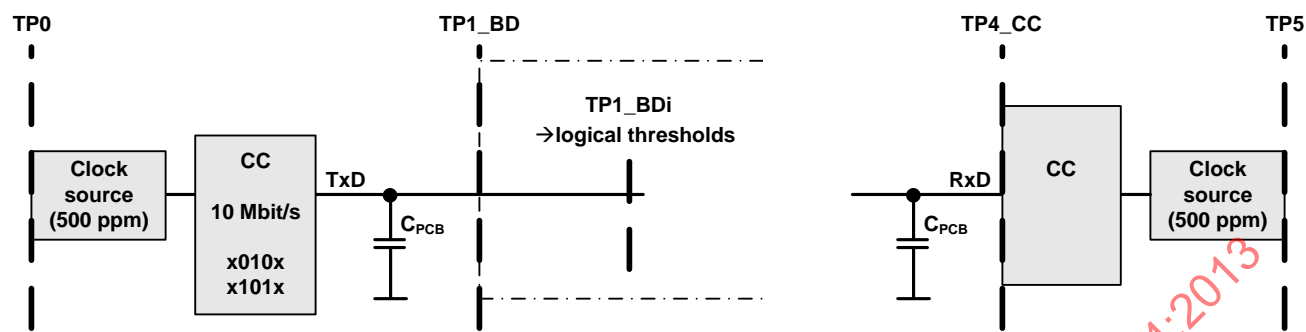 TP0
TP1_BD
TP4_CC
TP5
TP1_BDi
→logical thresholds
Clock
source
(500 ppm)
CC
10 Mbit/s
x010x
x101x
TxD
CPCB
RxD
CPCB
CC
Clock
source
(500 ppm)
:2013